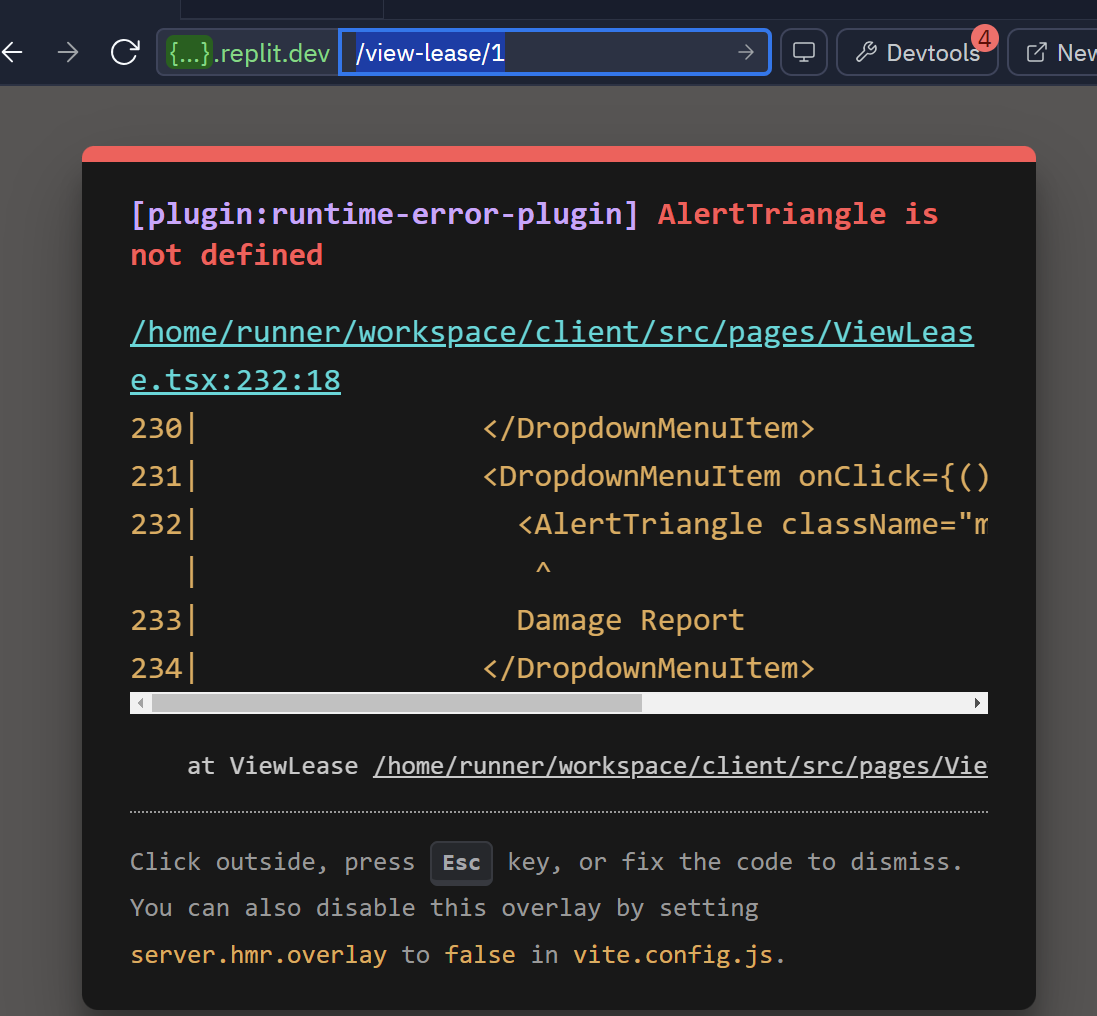 {...}.replit.dev /view-lease/1 Devtools 4 New
[plugin:runtime-error-plugin] AlertTriangle is
not defined
/home/runner/workspace/client/src/pages/ViewLeas
e.tsx:232:18
230| </DropdownMenuItem>
231| <DropdownMenuItem onClick={()
232| <AlertTriangle className="m
| ^
233| Damage Report
234| </DropdownMenuItem>
at ViewLease /home/runner/workspace/client/src/pages/Vie
Click outside, press Esc key, or fix the code to dismiss.
You can also disable this overlay by setting
server.hmr.overlay to false in vite.config.js.